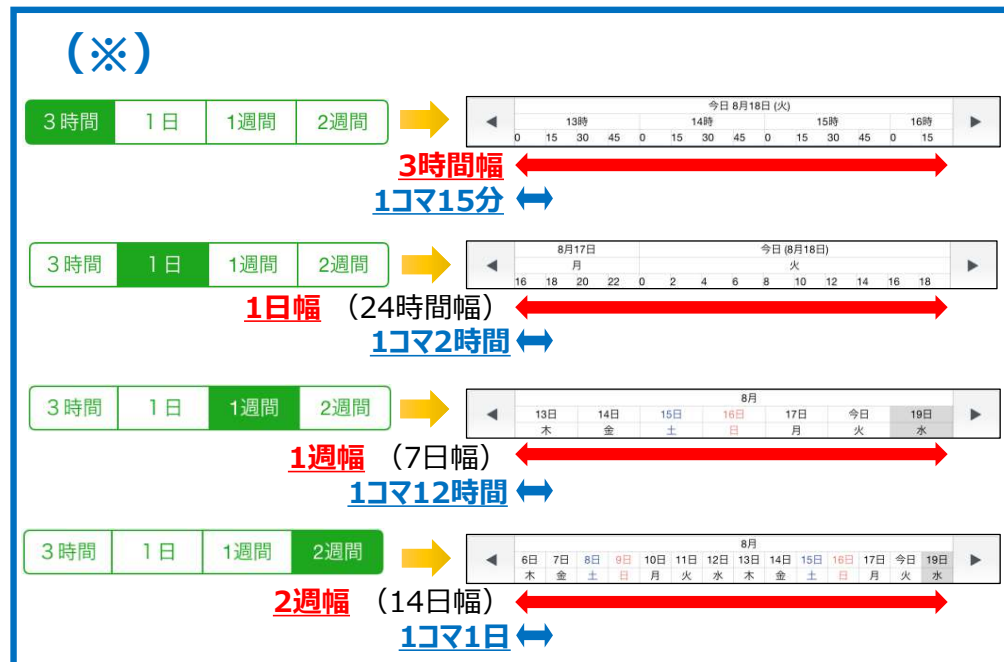 (※)
3時間 1日 1週間 2週間
今日 8月18日 (火)
13時 14時 15時 16時
0 15 30 45 0 15 30 45 0 15 30 45 0 15
3時間幅
1コマ15分
3時間 1日 1週間 2週間
8月17日 今日 (8月18日)
月 火
16 18 20 22 0 2 4 6 8 10 12 14 16 18
1日幅 (24時間幅)
1コマ2時間
3時間 1日 1週間 2週間
8月
13日 14日 15日 16日 17日 今日 19日
木 金 土 日 月 火 水
1週幅 (7日幅)
1コマ12時間
3時間 1日 1週間 2週間
8月
6日 7日 8日 9日 10日 11日 12日 13日 14日 15日 16日 17日 今日 19日
木 金 土 日 月 火 水 木 金 土 日 月 火 水
2週幅 (14日幅)
1コマ1日